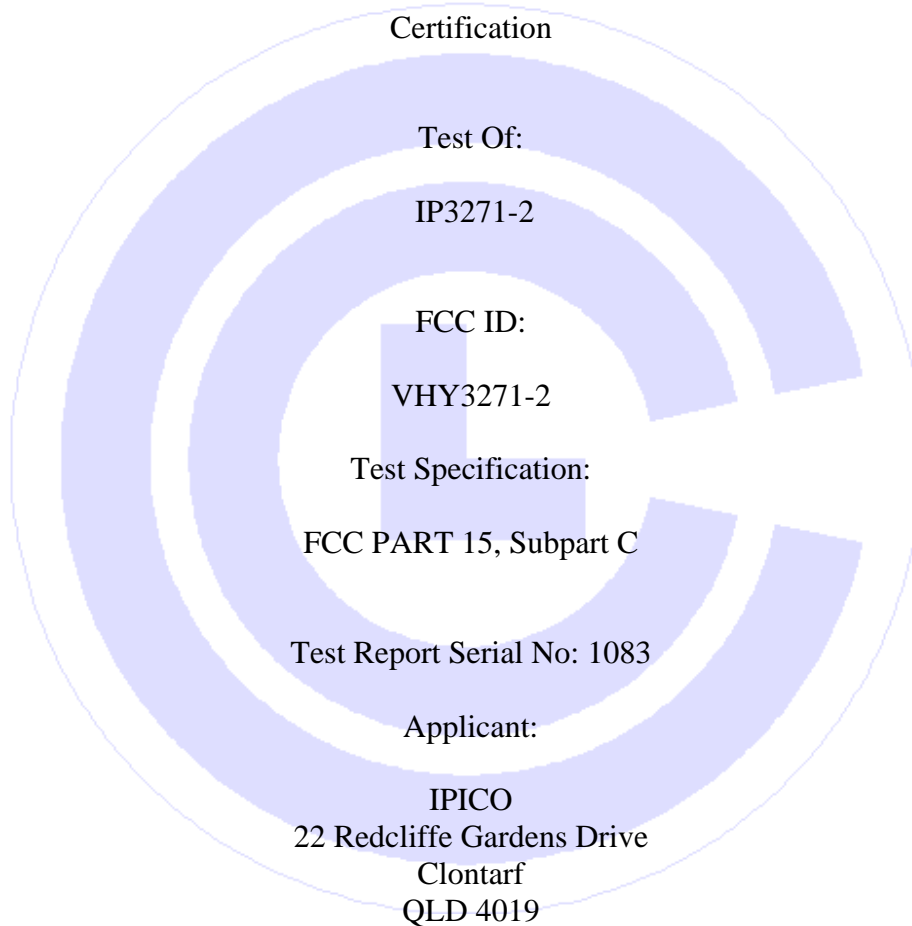 Certification
Test Of:
IP3271-2
FCC ID:
VHY3271-2
Test Specification:
FCC PART 15, Subpart C
Test Report Serial No: 1083
Applicant:
IPICO
22 Redcliffe Gardens Drive
Clontarf
QLD 4019